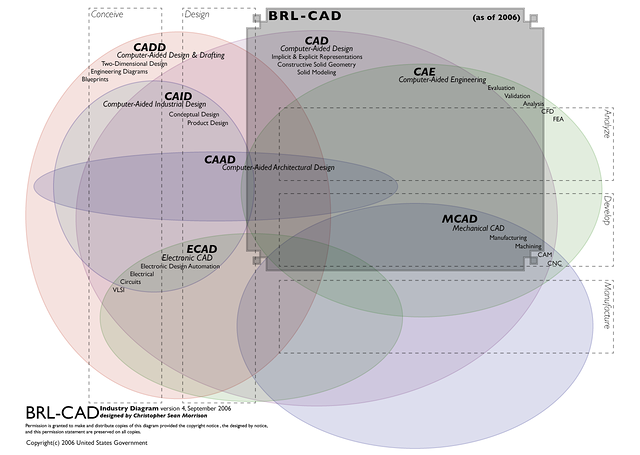 Conceive
Design
BRL-CAD
(as of 2006)
CADD
Computer-Aided Design & Drafting
Two-Dimensional Design
Engineering Diagrams
Blueprints
CAD
Computer-Aided Design
Implicit & Explicit Representations
Constructive Solid Geometry
Solid Modeling
CAE
Computer-Aided Engineering
Evaluation
Validation
Analysis
CFD
FEA
Analyze
CAID
Computer-Aided Industrial Design
Conceptual Design
Product Design
CAAD
Computer-Aided Architectural Design
Develop
MCAD
Mechanical CAD
Manufacturing
Machining
CAM
CNC
ECAD
Electronic CAD
Electronic Design Automation
Electrical
Circuits
VLSI
Manufacture
BRL-CAD Industry Diagram version 4, September 2006
designed by Christopher Sean Morrison
Permission is granted to make and distribute copies of this diagram provided the copyright notice , the designed by notice,
and this permission statement are preserved on all copies.
Copyright(c) 2006 United States Government